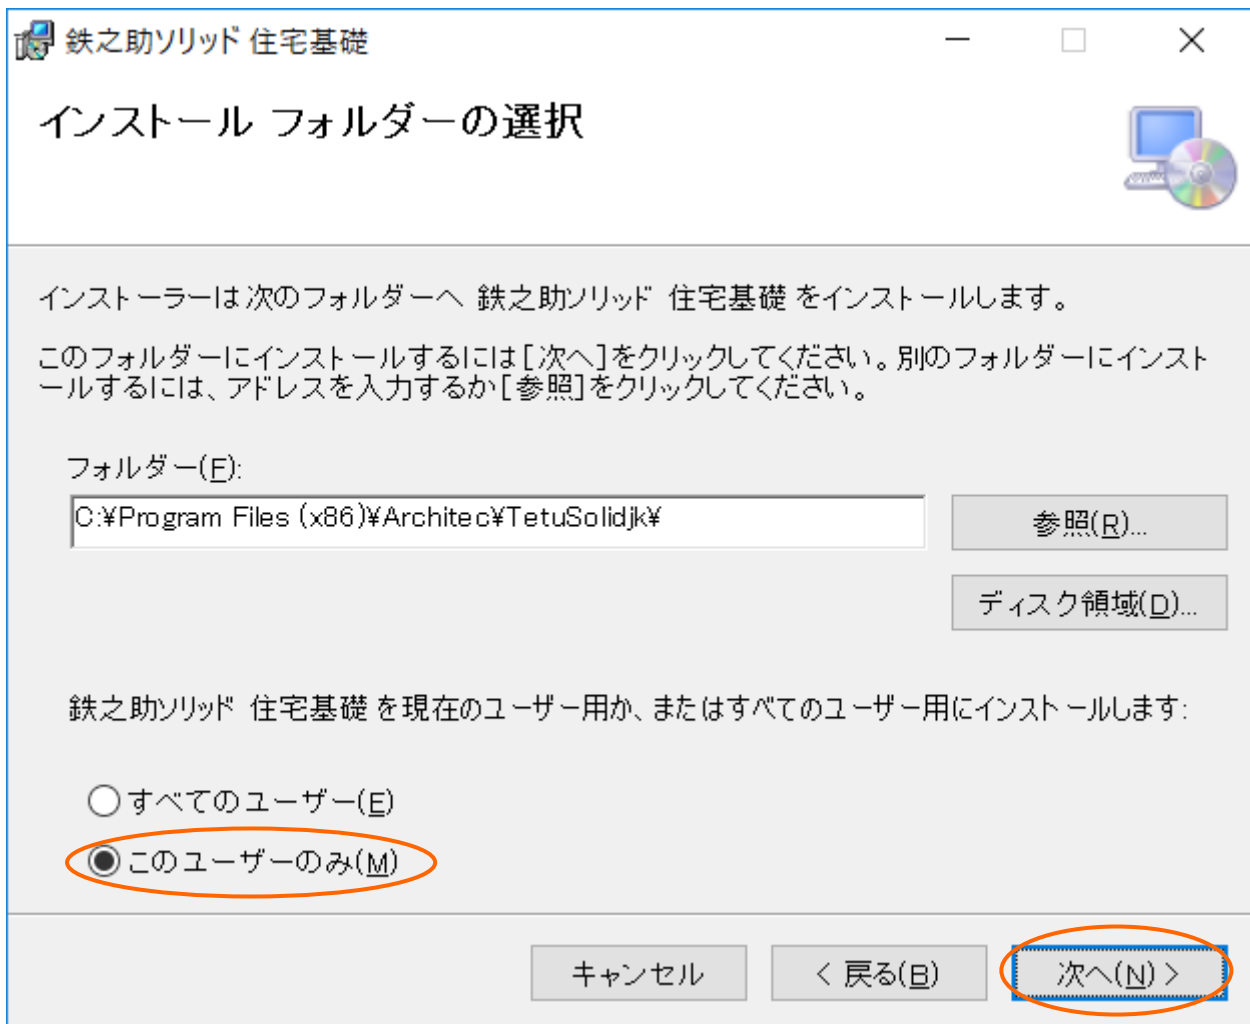 鉄之助ソリッド 住宅基礎
インストール フォルダーの選択
インストーラーは次のフォルダーへ 鉄之助ソリッド 住宅基礎 をインストールします。
このフォルダーにインストールするには[次へ]をクリックしてください。別のフォルダーにインスト
ールするには、アドレスを入力するか[参照]をクリックしてください。
フォルダー(F):
C:¥Program Files (x86)¥Architec¥TetuSolidjk¥
参照(R)...
ディスク領域(D)...
鉄之助ソリッド 住宅基礎 を現在のユーザー用か、またはすべてのユーザー用にインストールします:
すべてのユーザー(E)
このユーザーのみ(M)
キャンセル
< 戻る(B)
次へ(N) >